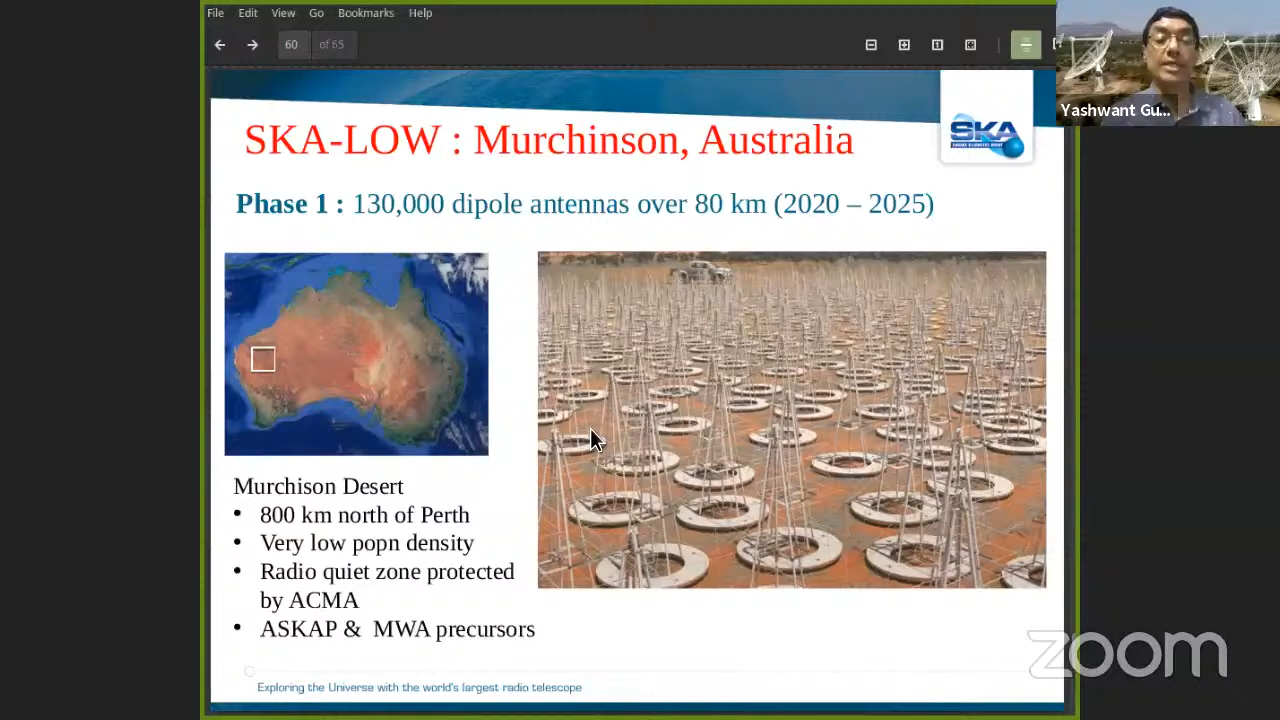 File Edit View Go Bookmarks Help
60 of 65
Yashwant Gu...
SKA-LOW : Murchinson, Australia
SKA
Phase 1 : 130,000 dipole antennas over 80 km (2020 – 2025)
Murchison Desert
• 800 km north of Perth
• Very low popn density
• Radio quiet zone protected
by ACMA
• ASKAP & MWA precursors
Exploring the Universe with the world's largest radio telescope
zoom